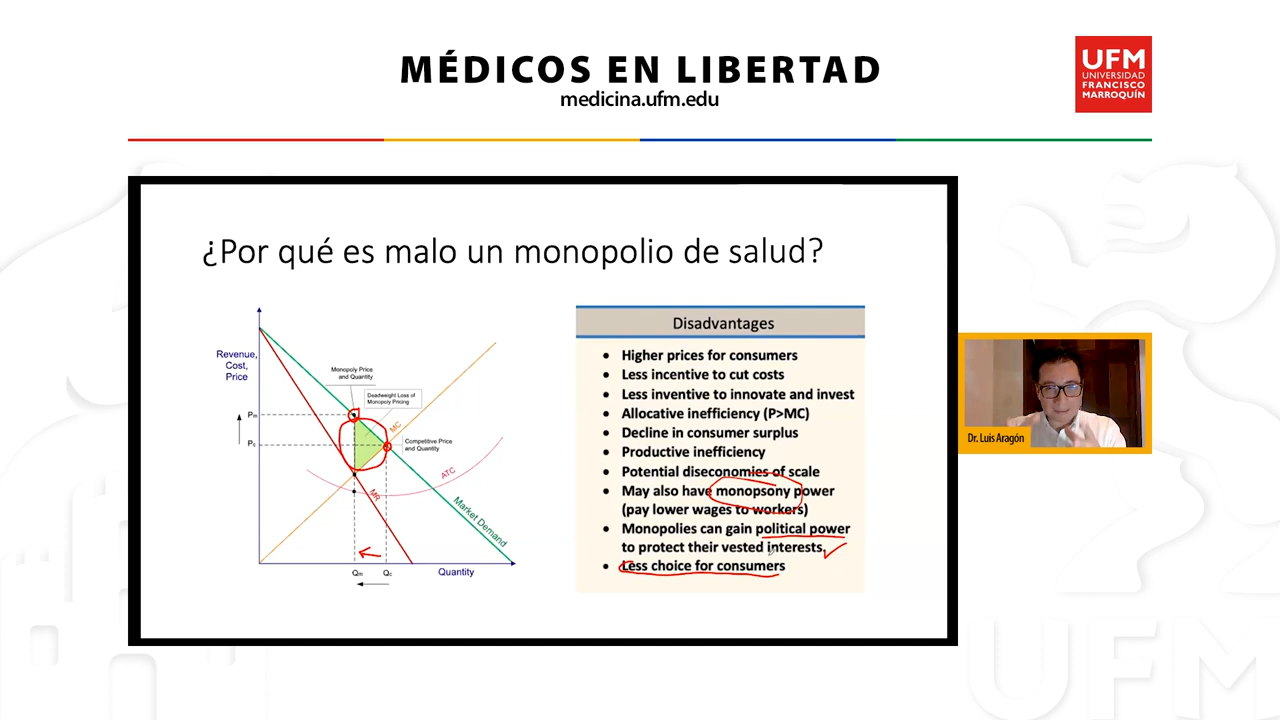 MÉDICOS EN LIBERTAD
medicina.ufm.edu
UFM
UNIVERSIDAD
FRANCISCO
MARROQUÍN
¿Por qué es malo un monopolio de salud?
Revenue,
Cost,
Price
Monopoly Price
and Quantity
Deadweight Loss of
Monopoly Pricing
Pm
Pc
MC
Competitive Price
and Quantity
ATC
MR
Market Demand
Qm
Qc
Quantity
Disadvantages
• Higher prices for consumers
• Less incentive to cut costs
• Less inventive to innovate and invest
• Allocative inefficiency (P>MC)
• Decline in consumer surplus
• Productive inefficiency
• Potential diseconomies of scale
• May also have monopsony power
(pay lower wages to workers)
• Monopolies can gain political power
to protect their vested interests.
• Less choice for consumers
Dr. Luis Aragón
UFM